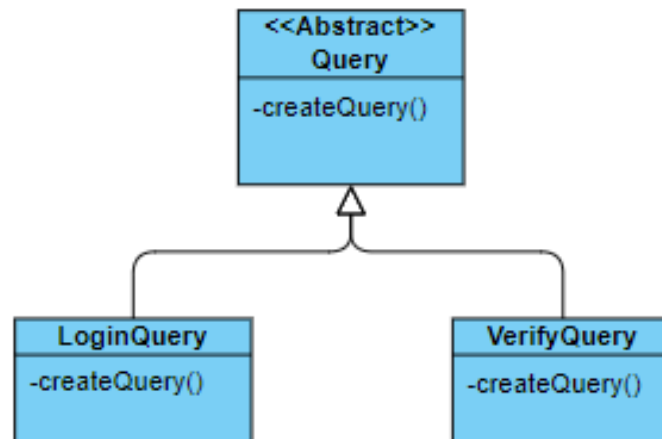 <<Abstract>>
Query
-createQuery()
LoginQuery
-createQuery()
VerifyQuery
-createQuery()